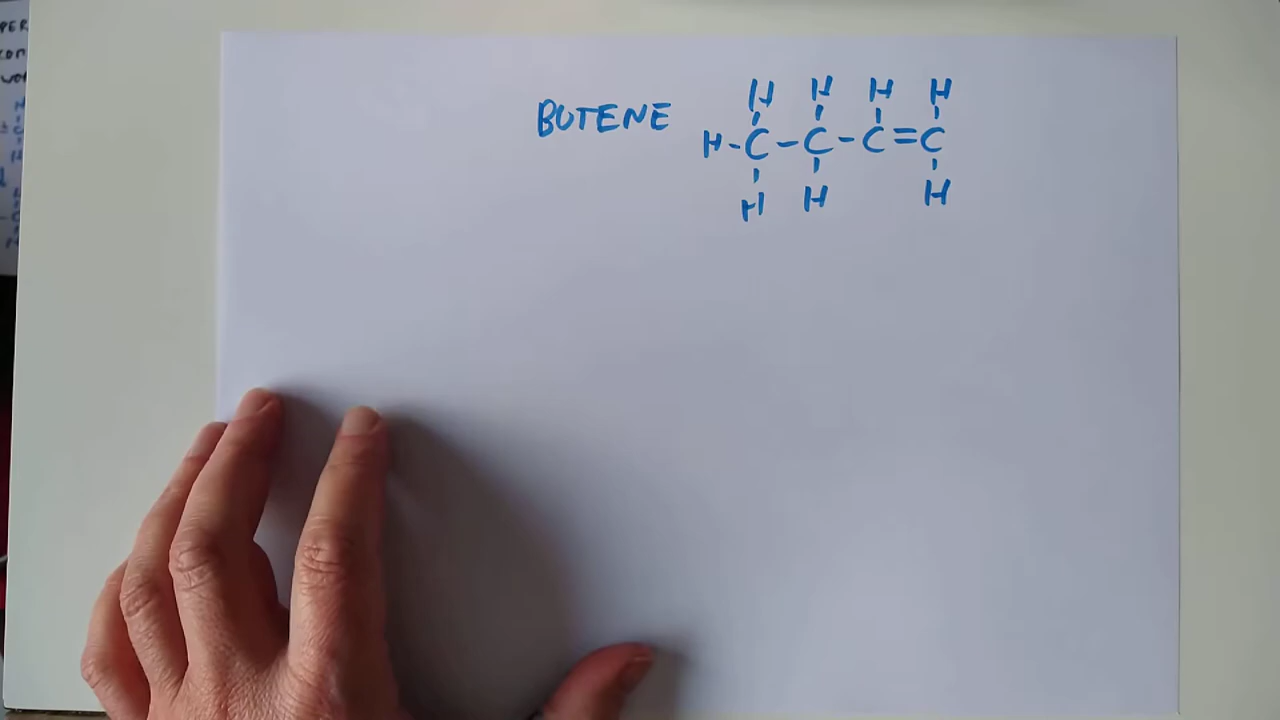 BUTENE
H H H H
H-C-C-C=C
H H H